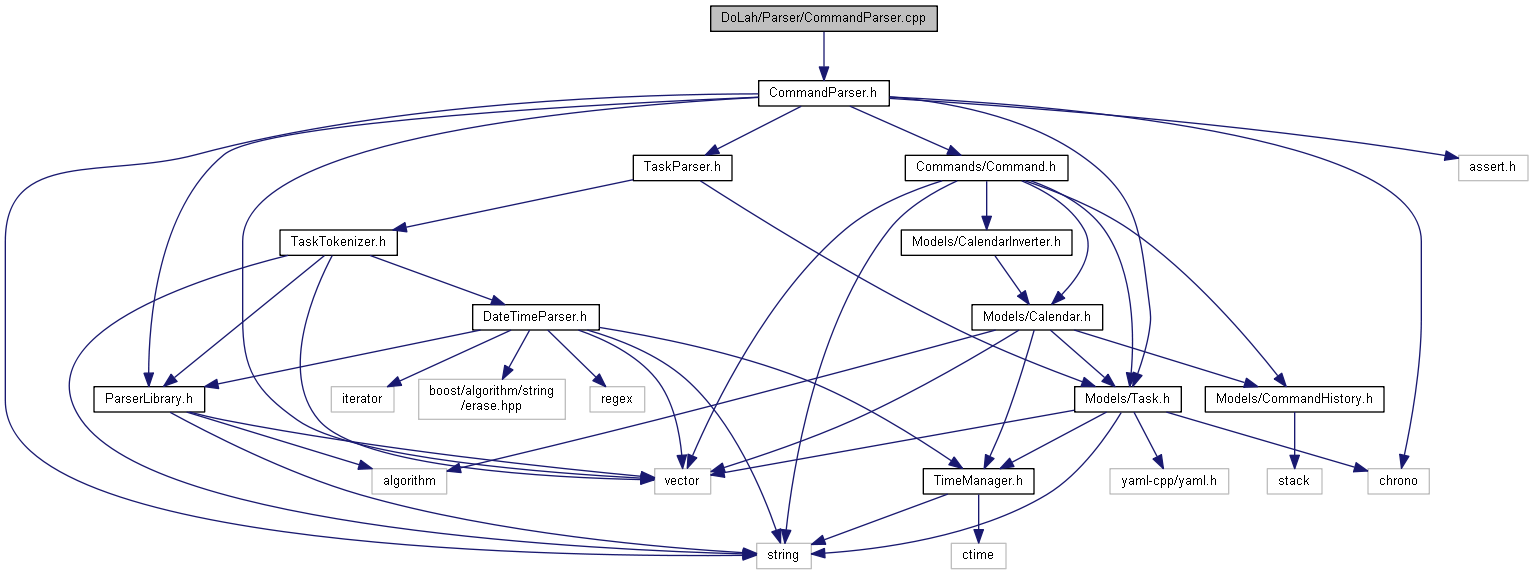 DoLah/Parser/CommandParser.cpp
CommandParser.h
TaskParser.h
Commands/Command.h
assert.h
TaskTokenizer.h
Models/CalendarInverter.h
DateTimeParser.h
Models/Calendar.h
ParserLibrary.h
iterator
boost/algorithm/string
/erase.hpp
regex
Models/Task.h
Models/CommandHistory.h
algorithm
vector
TimeManager.h
yaml-cpp/yaml.h
stack
chrono
string
ctime